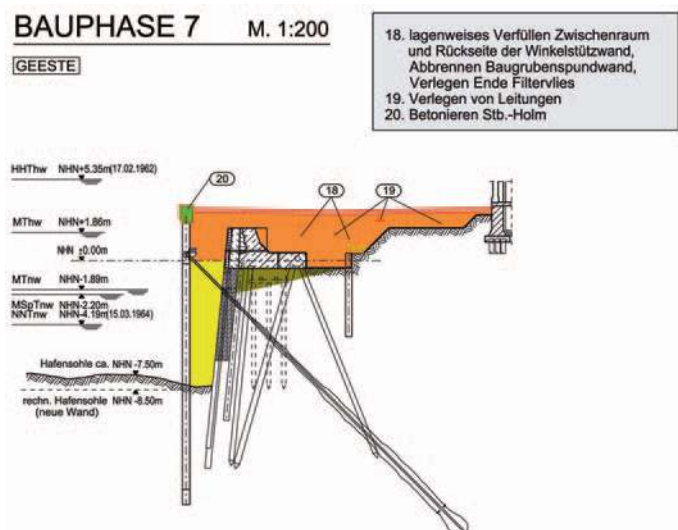 BAUPHASE 7 M. 1:200
GEESTE
18. lagenweises Verfüllen Zwischenraum
und Rückseite der Winkelstützwand,
Abbrennen Baugrubenspundwand,
Verlegen Ende Filtervlies
19. Verlegen von Leitungen
20. Betonieren Stb.-Holm
HHThw NHN+5.35m(17.02.1962)
20
18
19
MThw NHN+1.86m
NHN ±0.00m
MTnw NHN-1.89m
MSpTnw NHN-2.20m
NNTnw NHN-4.19m(15.03.1964)
Hafensohle ca. NHN -7.50m
rechn. Hafensohle NHN -8.50m
(neue Wand)